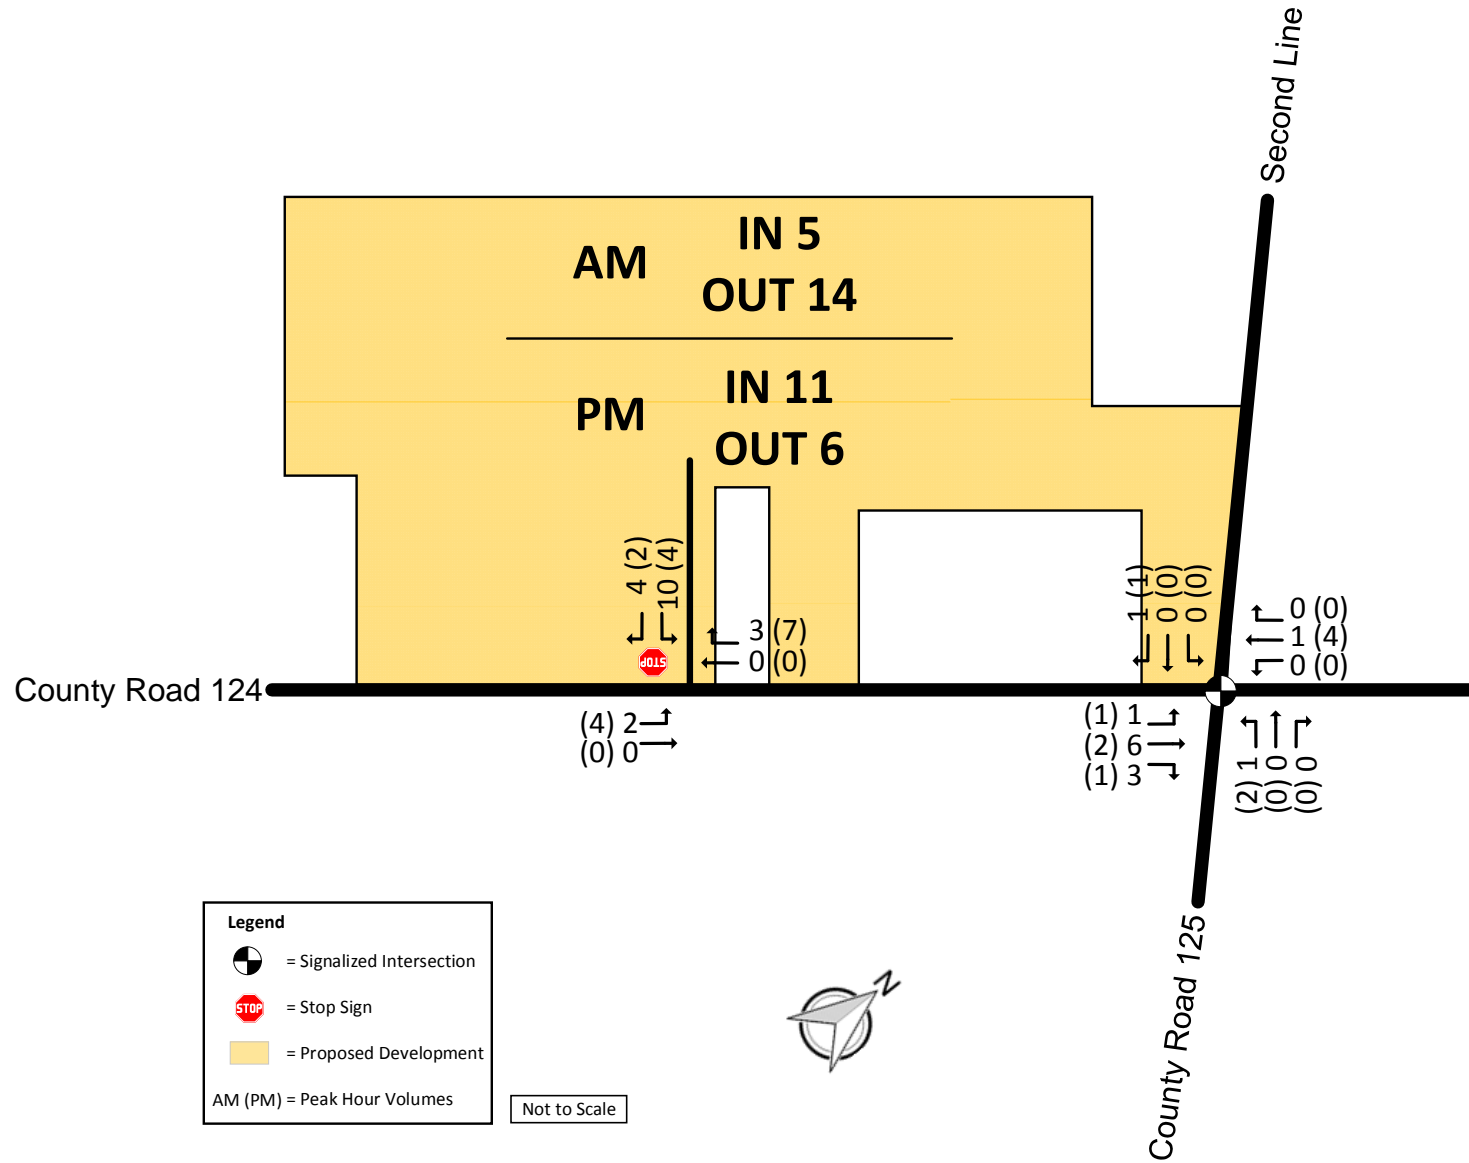 Second Line
AM
IN 5
OUT 14
PM
IN 11
OUT 6
4 (2)
10 (4)
STOP
3 (7)
0 (0)
1 (1)
0 (0)
0 (0)
0 (0)
1 (4)
0 (0)
County Road 124
(4) 2
(0) 0
(1) 1
(2) 6
(1) 3
(2) 1
(0) 0
(0) 0
County Road 125
N
Legend
= Signalized Intersection
STOP = Stop Sign
= Proposed Development
AM (PM) = Peak Hour Volumes
Not to Scale